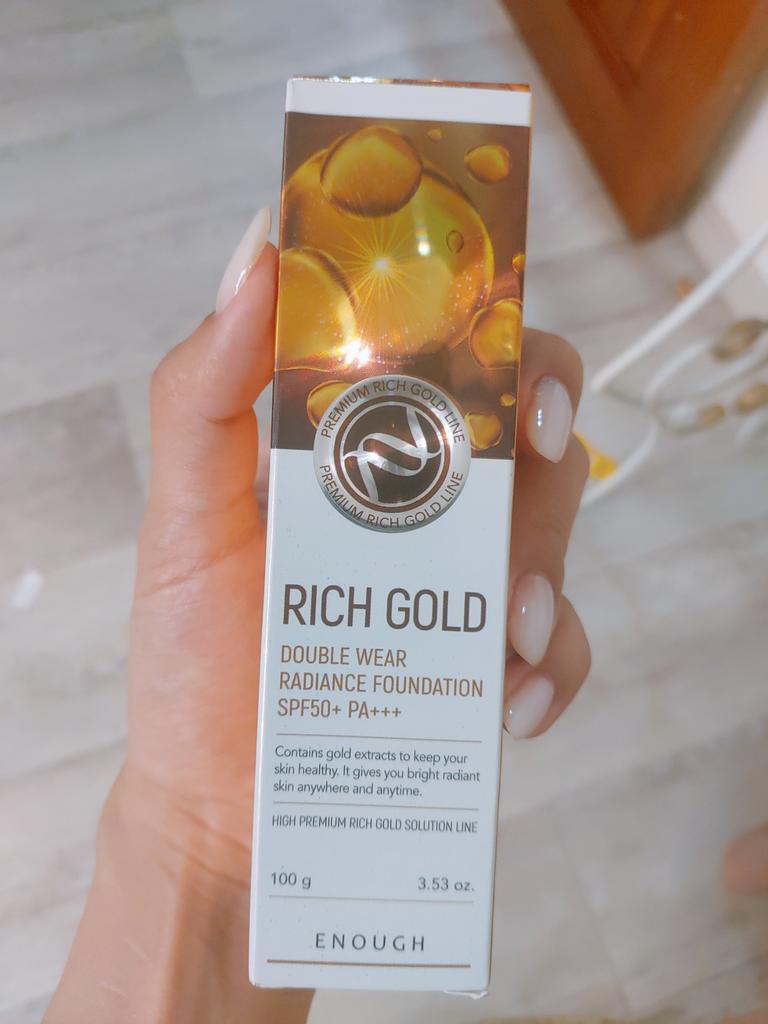 PREMIUM RICH GOLD LINE
PREMIUM RICH GOLD LINE
RICH GOLD
DOUBLE WEAR
RADIANCE FOUNDATION
SPF50+ PA+++
Contains gold extracts to keep your
skin healthy. It gives you bright radiant
skin anywhere and anytime.
HIGH PREMIUM RICH GOLD SOLUTION LINE
100 g 3.53 oz.
ENOUGH